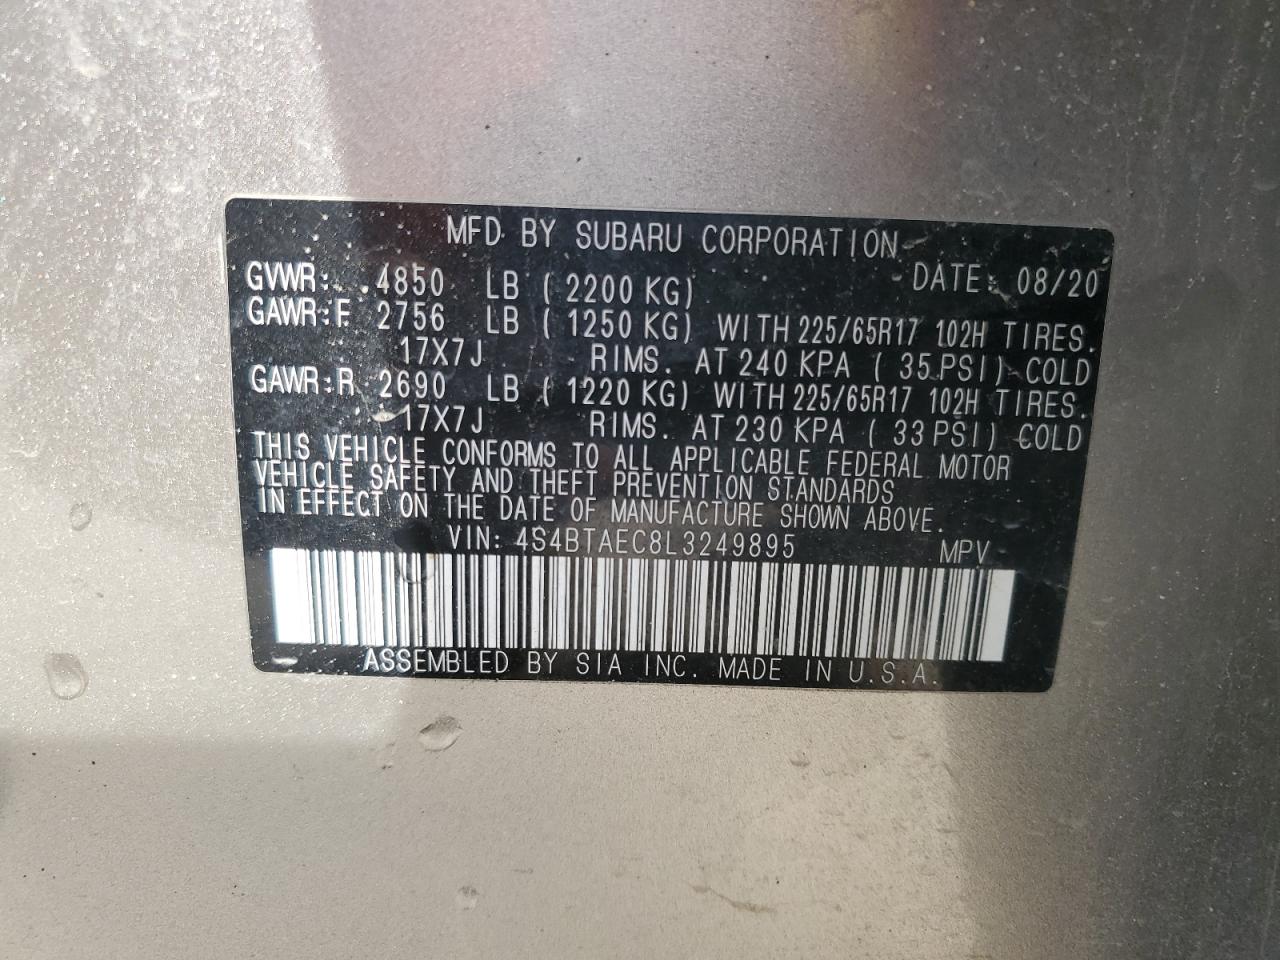 MFD. BY SUBARU CORPORATION
DATE: 08/20
GVWR: 4850 LB ( 2200 KG)
GAWR:F. 2756 LB ( 1250 KG) WITH 225/65R17 102H TIRES.
17X7J RIMS. AT 240 KPA ( 35 PSI) COLD
GAWR:R. 2690 LB ( 1220 KG) WITH 225/65R17 102H TIRES.
17X7J RIMS. AT 230 KPA ( 33 PSI) COLD
THIS VEHICLE CONFORMS TO ALL APPLICABLE FEDERAL MOTOR
VEHICLE SAFETY AND THEFT PREVENTION STANDARDS
IN EFFECT ON THE DATE OF MANUFACTURE SHOWN ABOVE.
VIN: 4S4BTAEC8L3249895 MPV
ASSEMBLED BY SIA INC. MADE IN U.S.A.